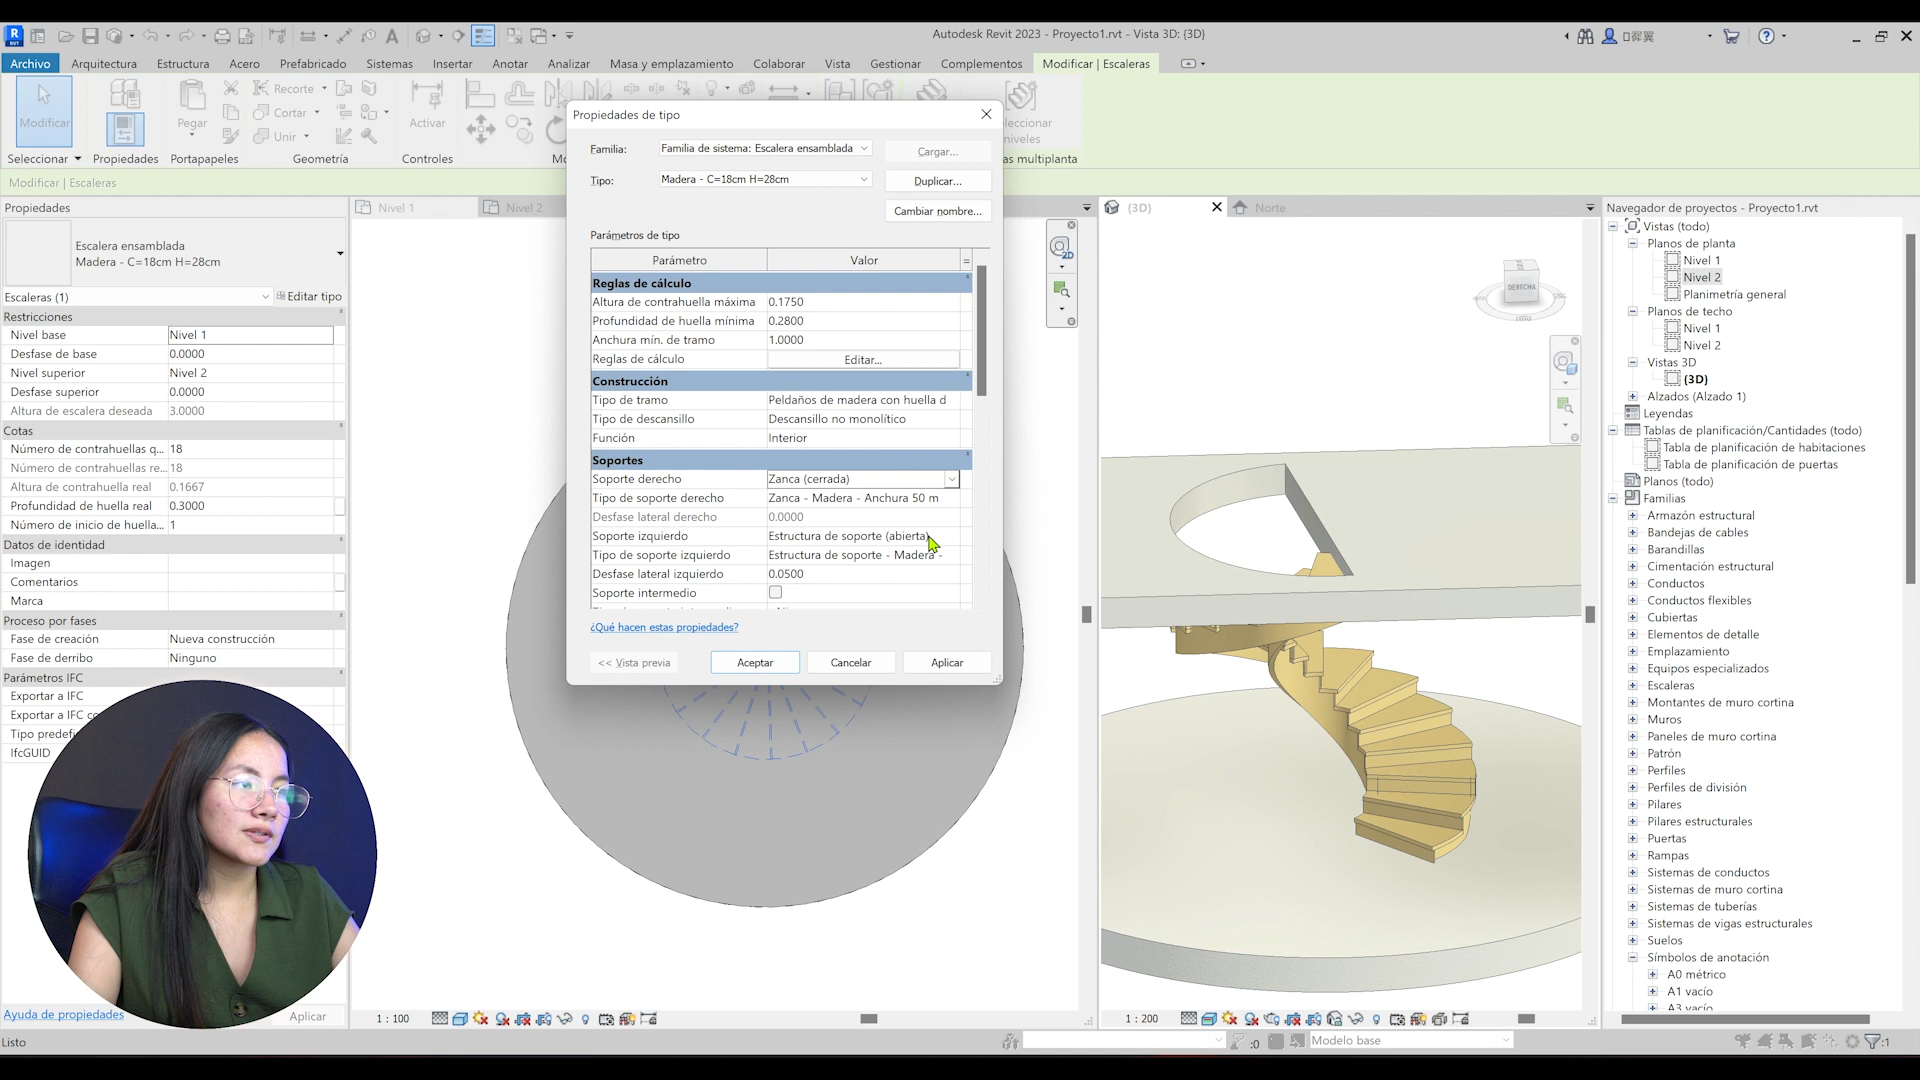 Autodesk Revit 2023 - Proyecto1.rvt - Vista 3D: {3D}
Archivo Arquitectura Estructura Acero Prefabricado Sistemas Insertar Anotar Analizar Masa y emplazamiento Colaborar Vista Gestionar Complementos Modificar | Escaleras
Modificar
Pegar
Recorte
Cortar
Unir
Activar
Seleccionar Propiedades Portapapeles Geometría Controles
as multiplanta
Modificar | Escaleras
Propiedades
Escalera ensamblada
Madera - C=18cm H=28cm
Escaleras (1) Editar tipo
Restricciones
Nivel base Nivel 1
Desfase de base 0.0000
Nivel superior Nivel 2
Desfase superior 0.0000
Altura de escalera deseada 3.0000
Cotas
Número de contrahuellas q... 18
Número de contrahuellas re... 18
Altura de contrahuella real 0.1667
Profundidad de huella real 0.3000
Número de inicio de huella... 1
Datos de identidad
Imagen
Comentarios
Marca
Proceso por fases
Fase de creación Nueva construcción
Fase de derribo Ninguno
Parámetros IFC
Exportar a IFC
Exportar a IFC co
Tipo predefi
IfcGUID
Ayuda de propiedades Aplicar
Listo
Nivel 1
Nivel 2
1 : 100
Propiedades de tipo
Familia: Familia de sistema: Escalera ensamblada Cargar...
Tipo: Madera - C=18cm H=28cm Duplicar...
Cambiar nombre...
Parámetros de tipo
Parámetro Valor =
Reglas de cálculo
Altura de contrahuella máxima 0.1750
Profundidad de huella mínima 0.2800
Anchura mín. de tramo 1.0000
Reglas de cálculo Editar...
Construcción
Tipo de tramo Peldaños de madera con huella d
Tipo de descansillo Descansillo no monolítico
Función Interior
Soportes
Soporte derecho Zanca (cerrada)
Tipo de soporte derecho Zanca - Madera - Anchura 50 m
Desfase lateral derecho 0.0000
Soporte izquierdo Estructura de soporte (abierta)
Tipo de soporte izquierdo Estructura de soporte - Madera -
Desfase lateral izquierdo 0.0500
Soporte intermedio
¿Qué hacen estas propiedades?
<< Vista previa Aceptar Cancelar Aplicar
2D
{3D}
Norte
DERECHA
1 : 200
:0
Modelo base
:1
Navegador de proyectos - Proyecto1.rvt
Vistas (todo)
Planos de planta
Nivel 1
Nivel 2
Planimetría general
Planos de techo
Nivel 1
Nivel 2
Vistas 3D
{3D}
Alzados (Alzado 1)
Leyendas
Tablas de planificación/Cantidades (todo)
Tabla de planificación de habitaciones
Tabla de planificación de puertas
Planos (todo)
Familias
Armazón estructural
Bandejas de cables
Barandillas
Cimentación estructural
Conductos
Conductos flexibles
Cubiertas
Elementos de detalle
Emplazamiento
Equipos especializados
Escaleras
Montantes de muro cortina
Muros
Paneles de muro cortina
Patrón
Perfiles
Perfiles de división
Pilares
Pilares estructurales
Puertas
Rampas
Sistemas de conductos
Sistemas de muro cortina
Sistemas de tuberías
Sistemas de vigas estructurales
Suelos
Símbolos de anotación
A0 métrico
A1 vacío
A3 vacío